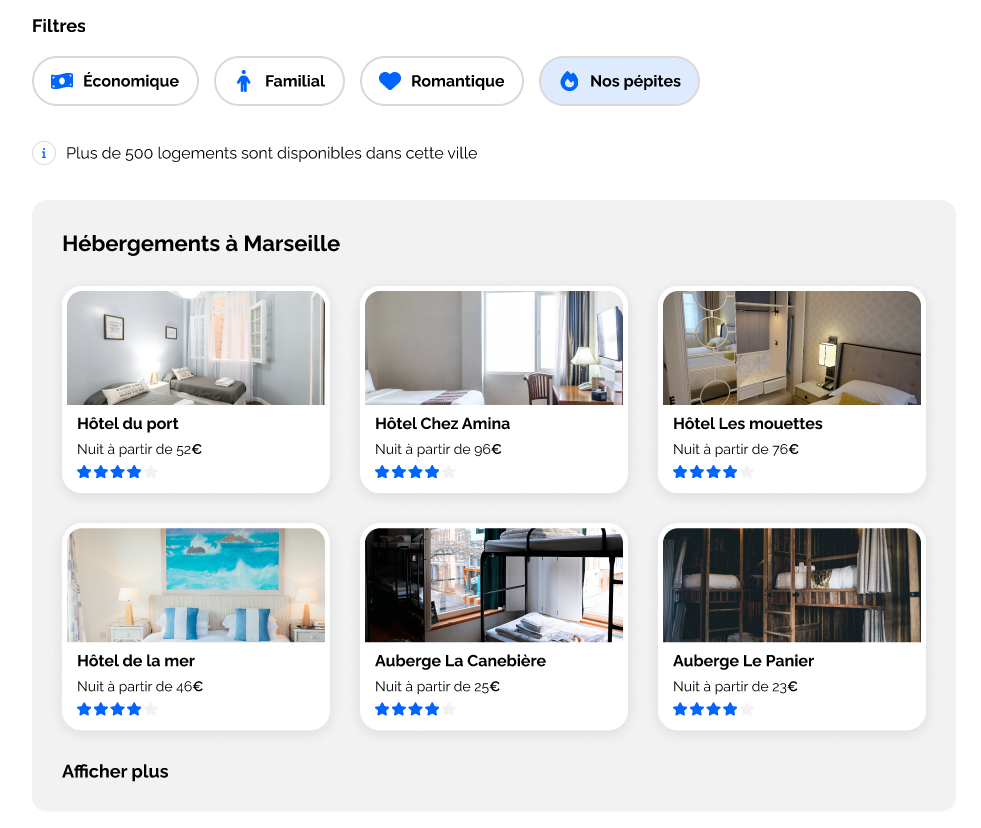 Filtres
Économique
Familial
Romantique
Nos pépites
i Plus de 500 logements sont disponibles dans cette ville
Hébergements à Marseille
Hôtel du port
Nuit à partir de 52€
Hôtel Chez Amina
Nuit à partir de 96€
Hôtel Les mouettes
Nuit à partir de 76€
Hôtel de la mer
Nuit à partir de 46€
Auberge La Canebière
Nuit à partir de 25€
Auberge Le Panier
Nuit à partir de 23€
Afficher plus